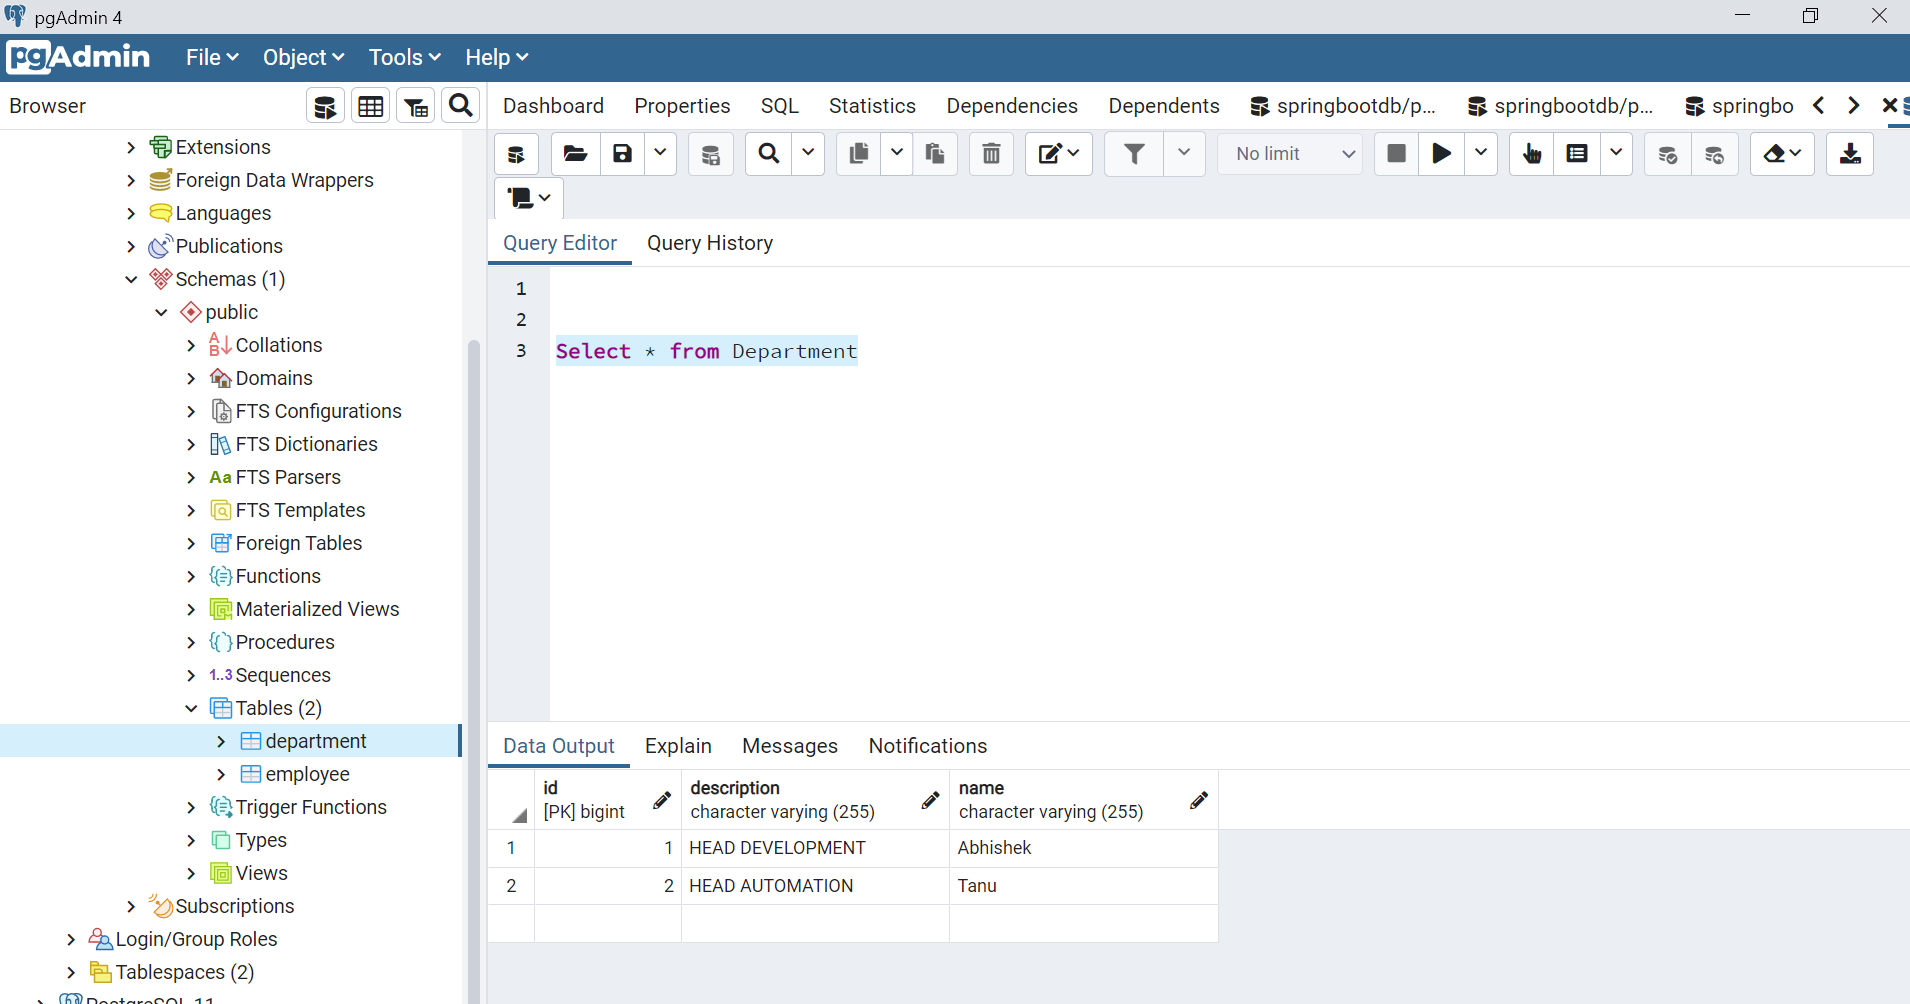 pgAdmin 4
pgAdmin File Object Tools Help
Browser
Dashboard Properties SQL Statistics Dependencies Dependents springbootdb/p... springbootdb/p... springbo
No limit
Query Editor Query History
1
2
3 Select * from Department
Extensions
Foreign Data Wrappers
Languages
Publications
Schemas (1)
public
Collations
Domains
FTS Configurations
FTS Dictionaries
Aa FTS Parsers
FTS Templates
Foreign Tables
Functions
Materialized Views
Procedures
1..3 Sequences
Tables (2)
department
employee
Trigger Functions
Types
Views
Subscriptions
Login/Group Roles
Tablespaces (2)
PostgreSQL 11
Data Output Explain Messages Notifications
id description name
[PK] bigint character varying (255) character varying (255)
1 1 HEAD DEVELOPMENT Abhishek
2 2 HEAD AUTOMATION Tanu